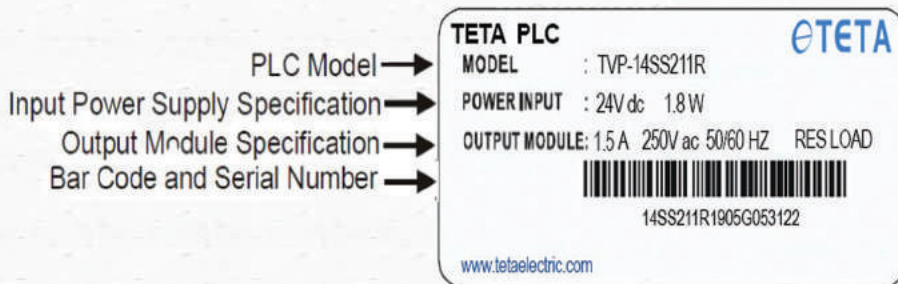 TETA PLC
TETA
PLC Model
MODEL : TVP-14SS211R
Input Power Supply Specification
POWER INPUT : 24V dc 1.8 W
Output Module Specification
OUTPUT MODULE: 1.5 A 250V ac 50/60 HZ RES LOAD
Bar Code and Serial Number
14SS211R1905G053122
www.tetaelectric.com